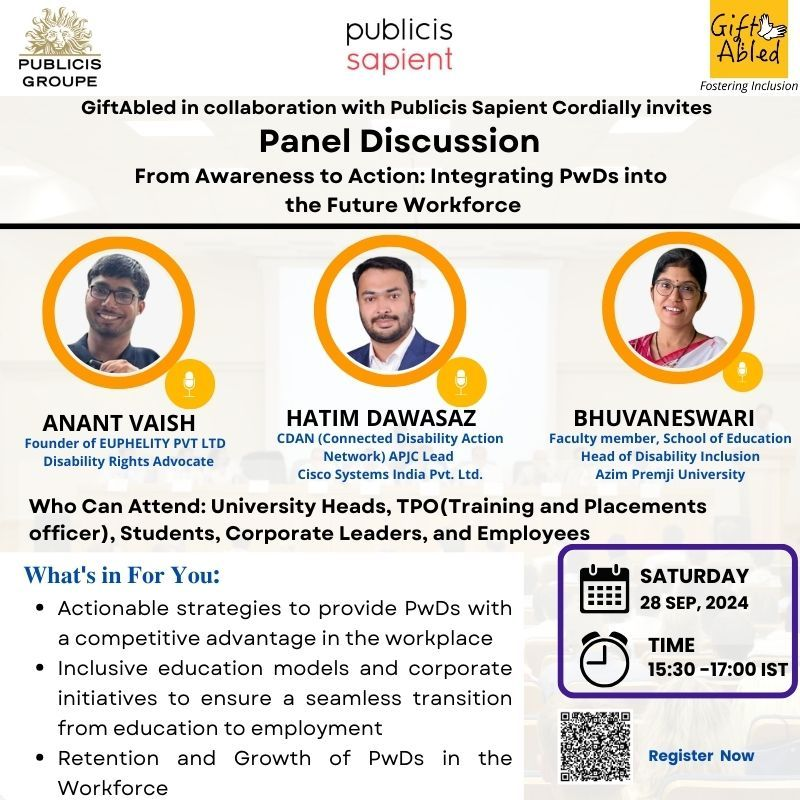 PUBLICIS
GROUPE
publicis
sapient
Gift
Abled
Fostering Inclusion
GiftAbled in collaboration with Publicis Sapient Cordially invites
Panel Discussion
From Awareness to Action: Integrating PwDs into
the Future Workforce
ANANT VAISH
Founder of EUPHELITY PVT LTD
Disability Rights Advocate
HATIM DAWASAZ
CDAN (Connected Disability Action
Network) APJC Lead
Cisco Systems India Pvt. Ltd.
BHUVANESWARI
Faculty member, School of Education
Head of Disability Inclusion
Azim Premji University
Who Can Attend: University Heads, TPO(Training and Placements
officer), Students, Corporate Leaders, and Employees
What's in For You:
• Actionable strategies to provide PwDs with
a competitive advantage in the workplace
• Inclusive education models and corporate
initiatives to ensure a seamless transition
from education to employment
• Retention and Growth of PwDs in the
Workforce
SATURDAY
28 SEP, 2024
TIME
15:30 -17:00 IST
Register Now